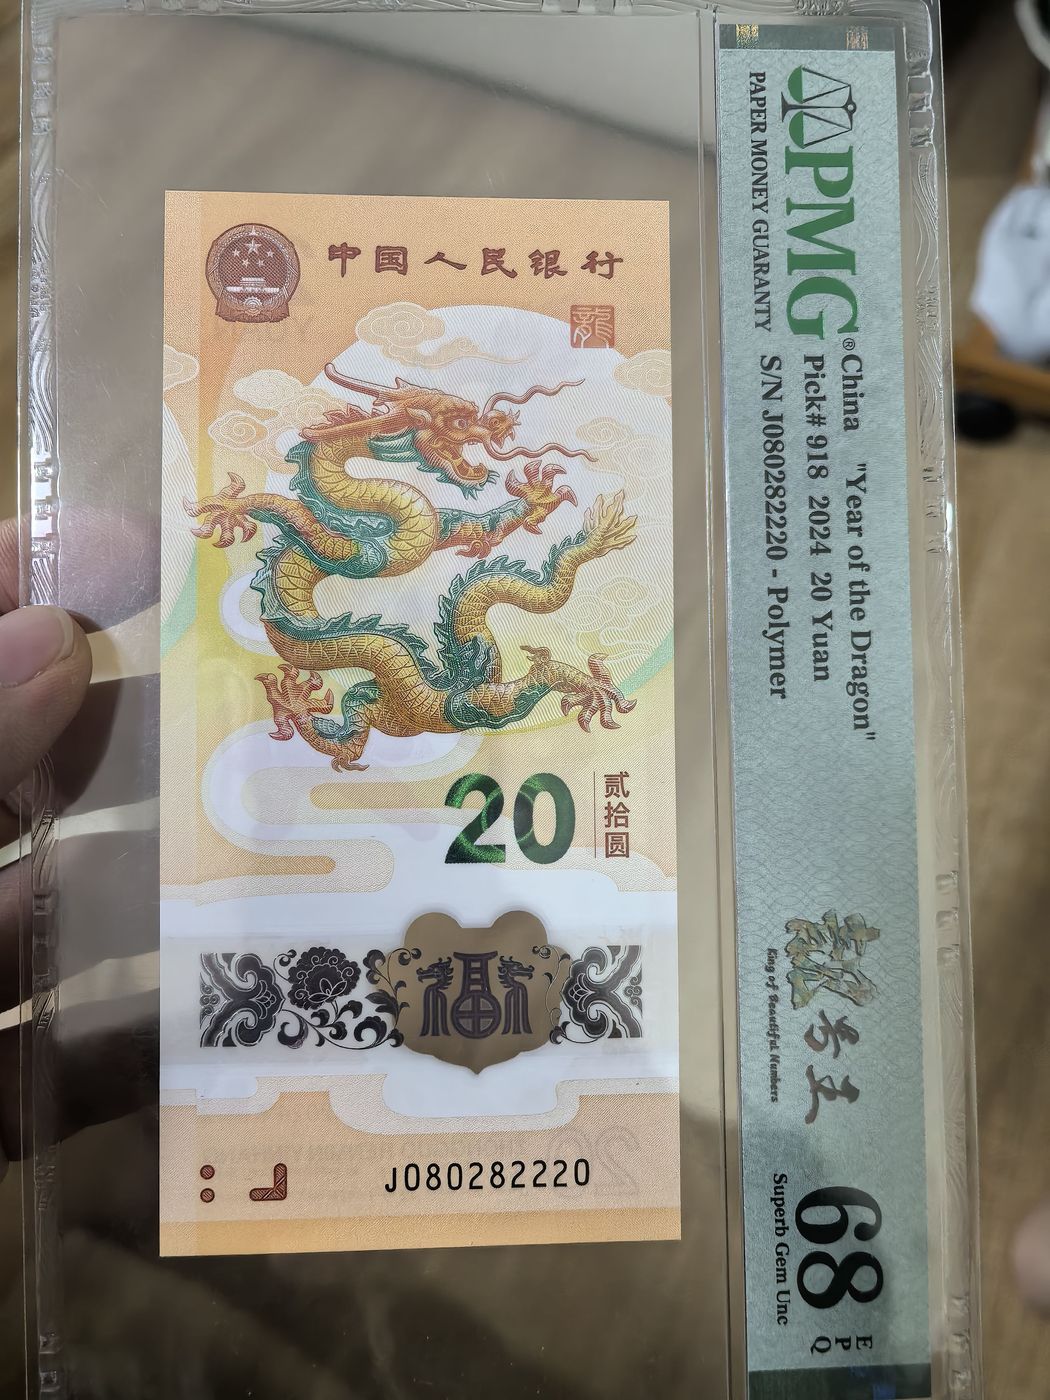 中国人民银行
龍
20
贰拾圆
J080282220
PMG®
PAPER MONEY GUARANTY
China "Year of the Dragon"
Pick# 918 2024 20 Yuan
S/N J080282220 - Polymer
King of Beautiful Numbers
68 EPQ
Superb Gem Unc